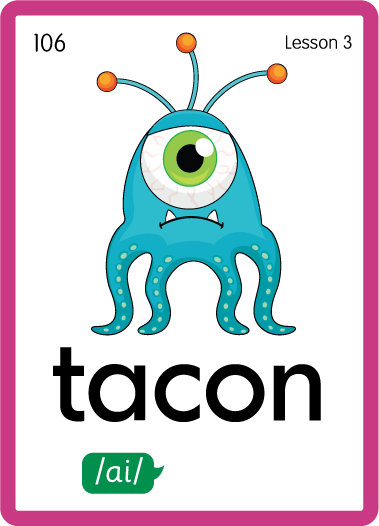 106
Lesson 3
tacon
/ai/